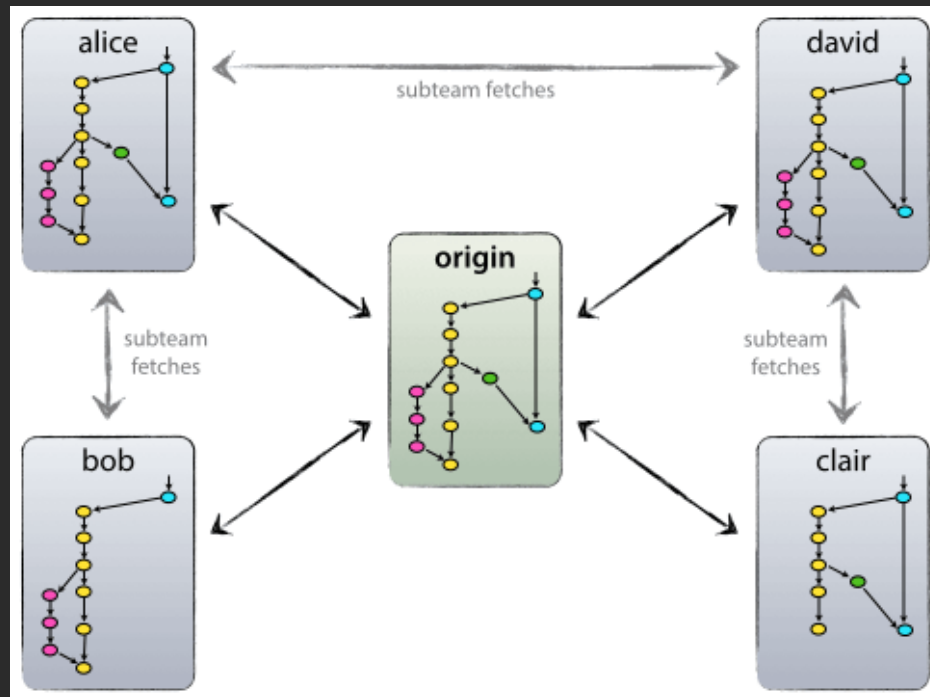 alice
david
subteam fetches
origin
subteam
fetches
subteam
fetches
bob
clair